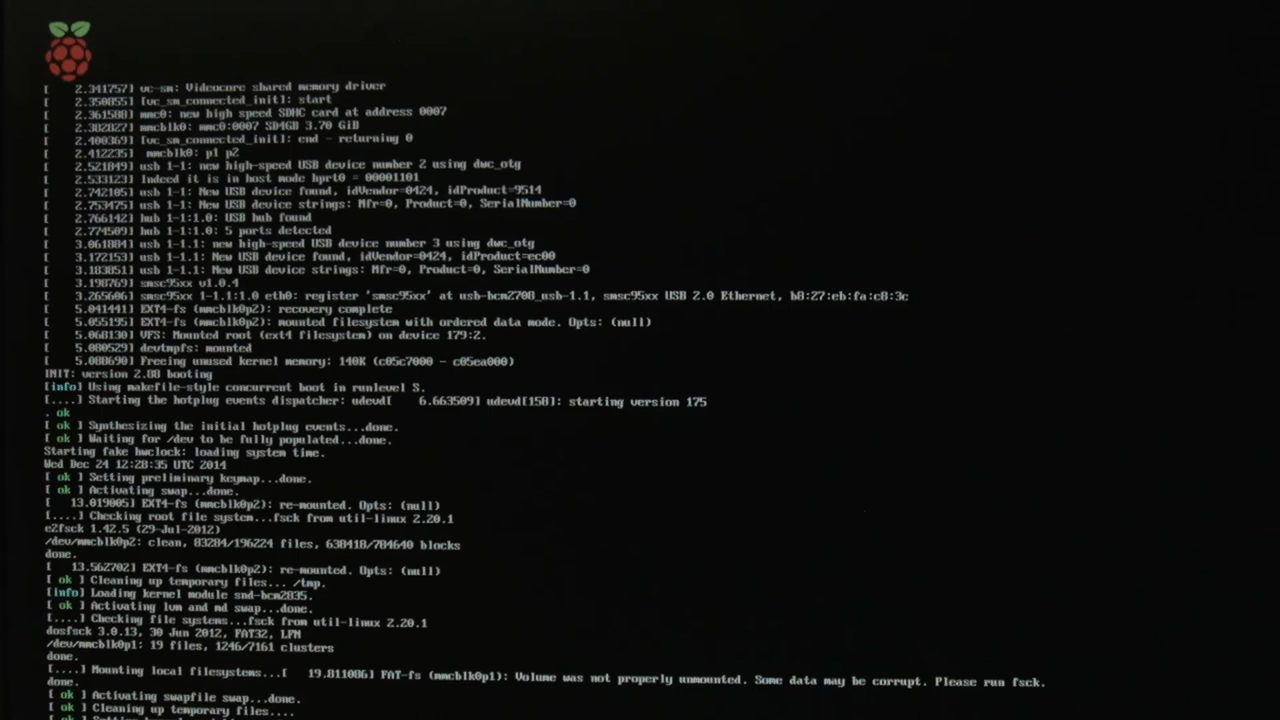 [    2.341757] vc-sm: Videocore shared memory driver
[    2.350855] [vc_sm_connected_init]: start
[    2.361588] mmc0: new high speed SDHC card at address 0007
[    2.382827] mmcblk0: mmc0:0007 SD4GB 3.70 GiB
[    2.400369] [vc_sm_connected_init]: end - returning 0
[    2.412235]  mmcblk0: p1 p2
[    2.521849] usb 1-1: new high-speed USB device number 2 using dwc_otg
[    2.533123] Indeed it is in host mode hprt0 = 00001101
[    2.742105] usb 1-1: New USB device found, idVendor=0424, idProduct=9514
[    2.753475] usb 1-1: New USB device strings: Mfr=0, Product=0, SerialNumber=0
[    2.766142] hub 1-1:1.0: USB hub found
[    2.774509] hub 1-1:1.0: 5 ports detected
[    3.061884] usb 1-1.1: new high-speed USB device number 3 using dwc_otg
[    3.172153] usb 1-1.1: New USB device found, idVendor=0424, idProduct=ec00
[    3.183851] usb 1-1.1: New USB device strings: Mfr=0, Product=0, SerialNumber=0
[    3.198769] smsc95xx v1.0.4
[    3.265606] smsc95xx 1-1.1:1.0 eth0: register 'smsc95xx' at usb-bcm2708_usb-1.1, smsc95xx USB 2.0 Ethernet, b8:27:eb:fa:c8:3c
[    5.041441] EXT4-fs (mmcblk0p2): recovery complete
[    5.055195] EXT4-fs (mmcblk0p2): mounted filesystem with ordered data mode. Opts: (null)
[    5.068130] VFS: Mounted root (ext4 filesystem) on device 179:2.
[    5.080529] devtmpfs: mounted
[    5.088690] Freeing unused kernel memory: 140K (c05c7000 - c05ea000)
INIT: version 2.88 booting
[info] Using makefile-style concurrent boot in runlevel S.
[....] Starting the hotplug events dispatcher: udevd[    6.663509] udevd[158]: starting version 175
. ok
[ ok ] Synthesizing the initial hotplug events...done.
[ ok ] Waiting for /dev to be fully populated...done.
Starting fake hwclock: loading system time.
Wed Dec 24 12:28:35 UTC 2014
[ ok ] Setting preliminary keymap...done.
[ ok ] Activating swap...done.
[   13.019005] EXT4-fs (mmcblk0p2): re-mounted. Opts: (null)
[....] Checking root file system...fsck from util-linux 2.20.1
e2fsck 1.42.5 (29-Jul-2012)
/dev/mmcblk0p2: clean, 83284/196224 files, 638418/784640 blocks
done.
[   13.562702] EXT4-fs (mmcblk0p2): re-mounted. Opts: (null)
[ ok ] Cleaning up temporary files... /tmp.
[info] Loading kernel module snd-bcm2835.
[ ok ] Activating lvm and md swap...done.
[....] Checking file systems...fsck from util-linux 2.20.1
dosfsck 3.0.13, 30 Jun 2012, FAT32, LFN
/dev/mmcblk0p1: 19 files, 1246/7161 clusters
done.
[....] Mounting local filesystems...[   19.811086] FAT-fs (mmcblk0p1): Volume was not properly unmounted. Some data may be corrupt. Please run fsck.
done.
[ ok ] Activating swapfile swap...done.
[ ok ] Cleaning up temporary files....